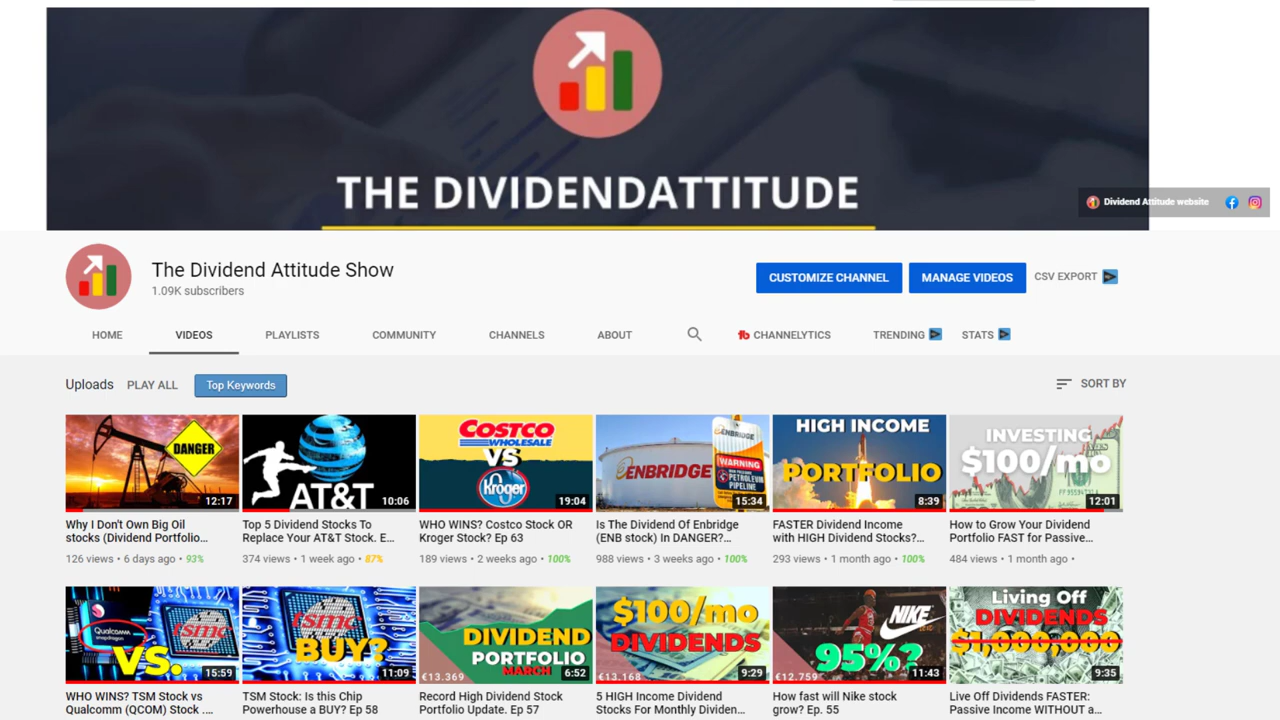 THE DIVIDENDATTITUDE
Dividend Attitude website
The Dividend Attitude Show
1.09K subscribers
CUSTOMIZE CHANNEL
MANAGE VIDEOS
CSV EXPORT
HOME
VIDEOS
PLAYLISTS
COMMUNITY
CHANNELS
ABOUT
CHANNELYTICS
TRENDING
STATS
Uploads
PLAY ALL
Top Keywords
SORT BY
DANGER
12:17
Why I Don't Own Big Oil
stocks (Dividend Portfolio...
126 views • 6 days ago • 93%
AT&T
10:06
Top 5 Dividend Stocks To
Replace Your AT&T Stock. E...
374 views • 1 week ago • 87%
COSTCO
WHOLESALE
VS
Kroger
19:04
WHO WINS? Costco Stock OR
Kroger Stock? Ep 63
189 views • 2 weeks ago • 100%
ENBRIDGE
ENBRIDGE
WARNING
PETROLEUM
PIPELINE
15:34
Is The Dividend Of Enbridge
(ENB stock) In DANGER?...
988 views • 3 weeks ago • 100%
HIGH INCOME
PORTFOLIO
8:39
FASTER Dividend Income
with HIGH Dividend Stocks?...
293 views • 1 month ago • 100%
INVESTING
$100/mo
12:01
How to Grow Your Dividend
Portfolio FAST for Passive...
484 views • 1 month ago •
Qualcomm
snapdragon
tsmc
VS.
15:59
WHO WINS? TSM Stock vs
Qualcomm (QCOM) Stock ....
tsmc
BUY?
11:09
TSM Stock: Is this Chip
Powerhouse a BUY? Ep 58
DIVIDEND
PORTFOLIO
MARCH
€13.369
6:52
Record High Dividend Stock
Portfolio Update. Ep 57
$100/mo
DIVIDENDS
€13.168
9:29
5 HIGH Income Dividend
Stocks For Monthly Dividen...
NIKE
95%?
€12.759
11:43
How fast will Nike stock
grow? Ep. 55
Living Off
DIVIDENDS
$1,000,000
9:35
Live Off Dividends FASTER:
Passive Income WITHOUT a...